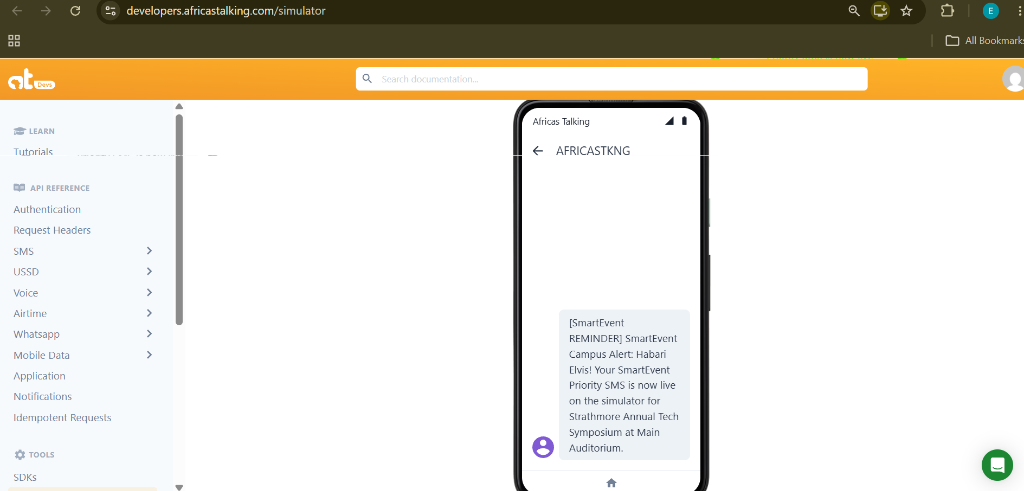 developers.africastalking.com/simulator
E
All Bookmarks
at
Devs
Search documentation...
LEARN
Tutorials
API REFERENCE
Authentication
Request Headers
SMS
USSD
Voice
Airtime
Whatsapp
Mobile Data
Application
Notifications
Idempotent Requests
TOOLS
SDKs
Africas Talking
AFRICASTKNG
[SmartEvent
REMINDER] SmartEvent
Campus Alert: Habari
Elvis! Your SmartEvent
Priority SMS is now live
on the simulator for
Strathmore Annual Tech
Symposium at Main
Auditorium.